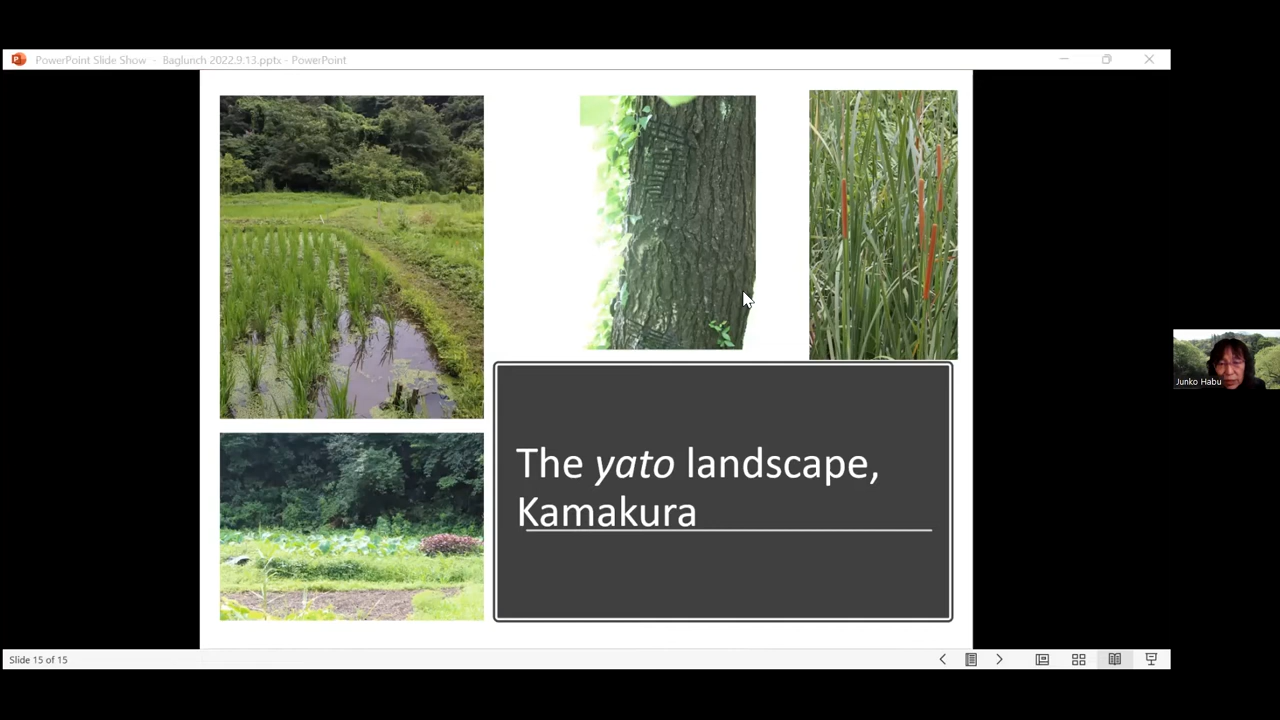 PowerPoint Slide Show - Baglunch 2022.9.13.pptx - PowerPoint
The yato landscape,
Kamakura
Junko Habu
Slide 15 of 15